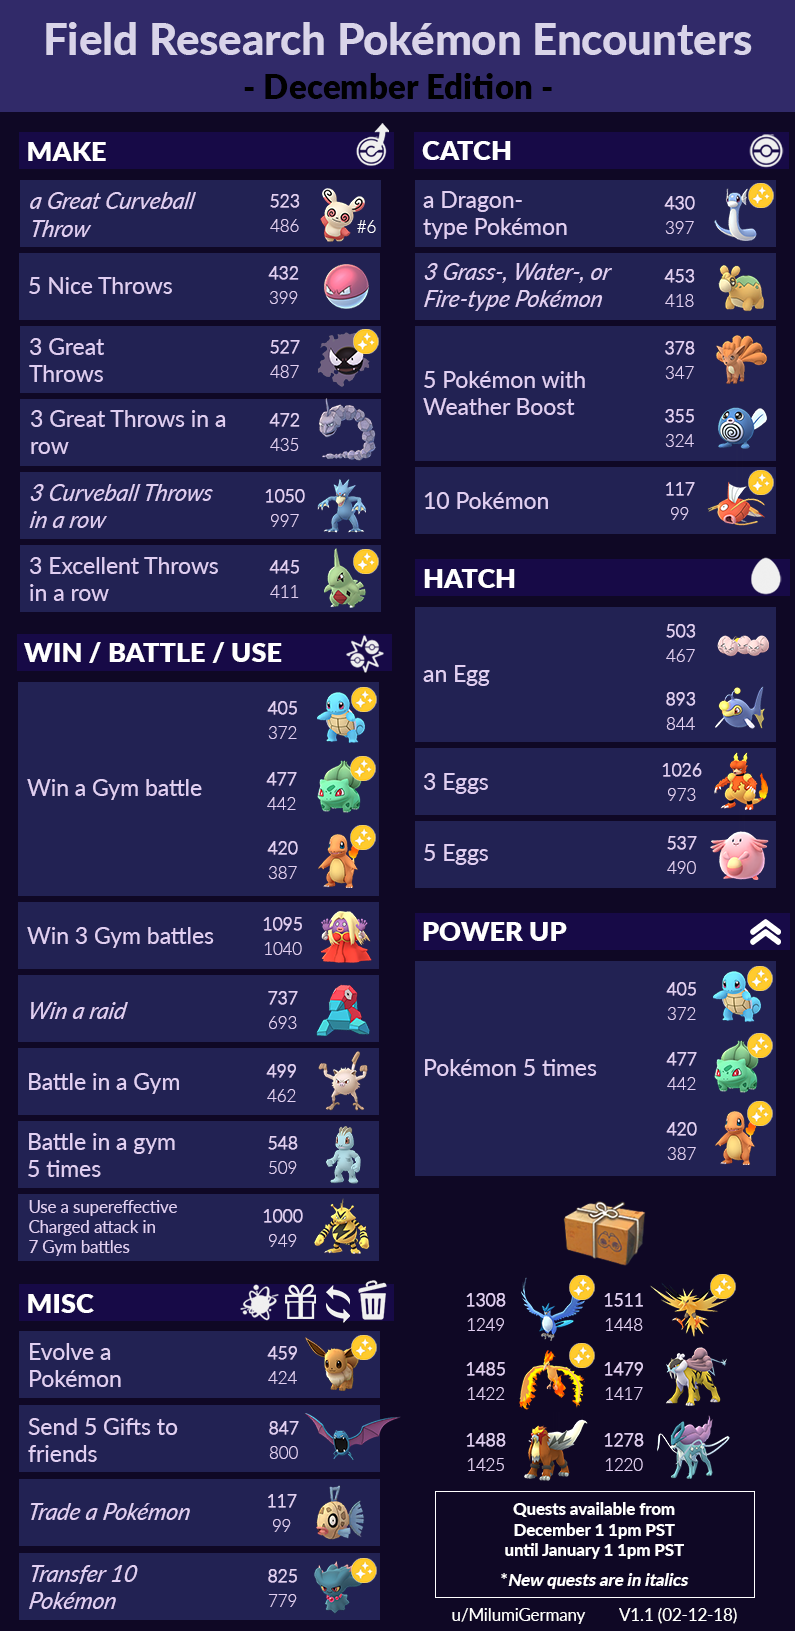 Field Research Pokémon Encounters
- December Edition -
MAKE
a Great Curveball
Throw
523
486
#6
5 Nice Throws
432
399
3 Great
Throws
527
487
3 Great Throws in a
row
472
435
3 Curveball Throws
in a row
1050
997
3 Excellent Throws
in a row
445
411
WIN / BATTLE / USE
Win a Gym battle
405
372
477
442
420
387
Win 3 Gym battles
1095
1040
Win a raid
737
693
Battle in a Gym
499
462
Battle in a gym
5 times
548
509
Use a supereffective
Charged attack in
7 Gym battles
1000
949
MISC
Evolve a
Pokémon
459
424
Send 5 Gifts to
friends
847
800
Trade a Pokémon
117
99
Transfer 10
Pokémon
825
779
CATCH
a Dragon-
type Pokémon
430
397
3 Grass-, Water-, or
Fire-type Pokémon
453
418
5 Pokémon with
Weather Boost
378
347
355
324
10 Pokémon
117
99
HATCH
an Egg
503
467
893
844
3 Eggs
1026
973
5 Eggs
537
490
POWER UP
Pokémon 5 times
405
372
477
442
420
387
1308
1249
1511
1448
1485
1422
1479
1417
1488
1425
1278
1220
Quests available from
December 1 1pm PST
until January 1 1pm PST
*New quests are in italics
u/MilumiGermany V1.1 (02-12-18)